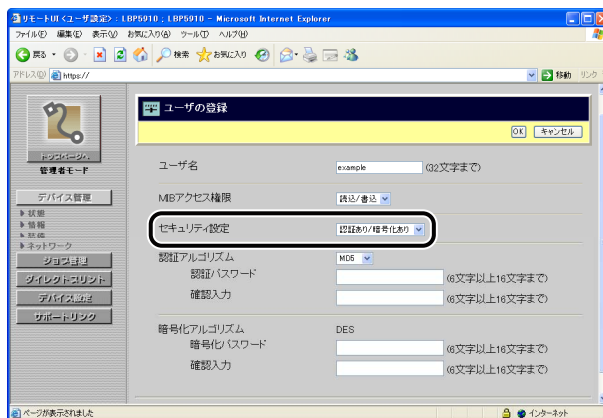 リモートUI <ユーザ設定> : LBP5910 ; LBP5910 - Microsoft Internet Explorer
ファイル(F) 編集(E) 表示(V) お気に入り(A) ツール(T) ヘルプ(H)
戻る 検索 お気に入り
アドレス(D) https:// 移動 リンク
ユーザの登録
OK キャンセル
トップページへ
管理者モード
デバイス管理
状態
情報
装備
ネットワーク
ジョブ管理
ダイレクトプリント
デバイス設定
サポートリンク
ユーザ名 example (32文字まで)
MIBアクセス権限 読込/書込
セキュリティ設定 認証あり/暗号化あり
認証アルゴリズム MD5
認証パスワード (6文字以上16文字まで)
確認入力 (6文字以上16文字まで)
暗号化アルゴリズム DES
暗号化パスワード (6文字以上16文字まで)
確認入力 (6文字以上16文字まで)
ページが表示されました インターネット